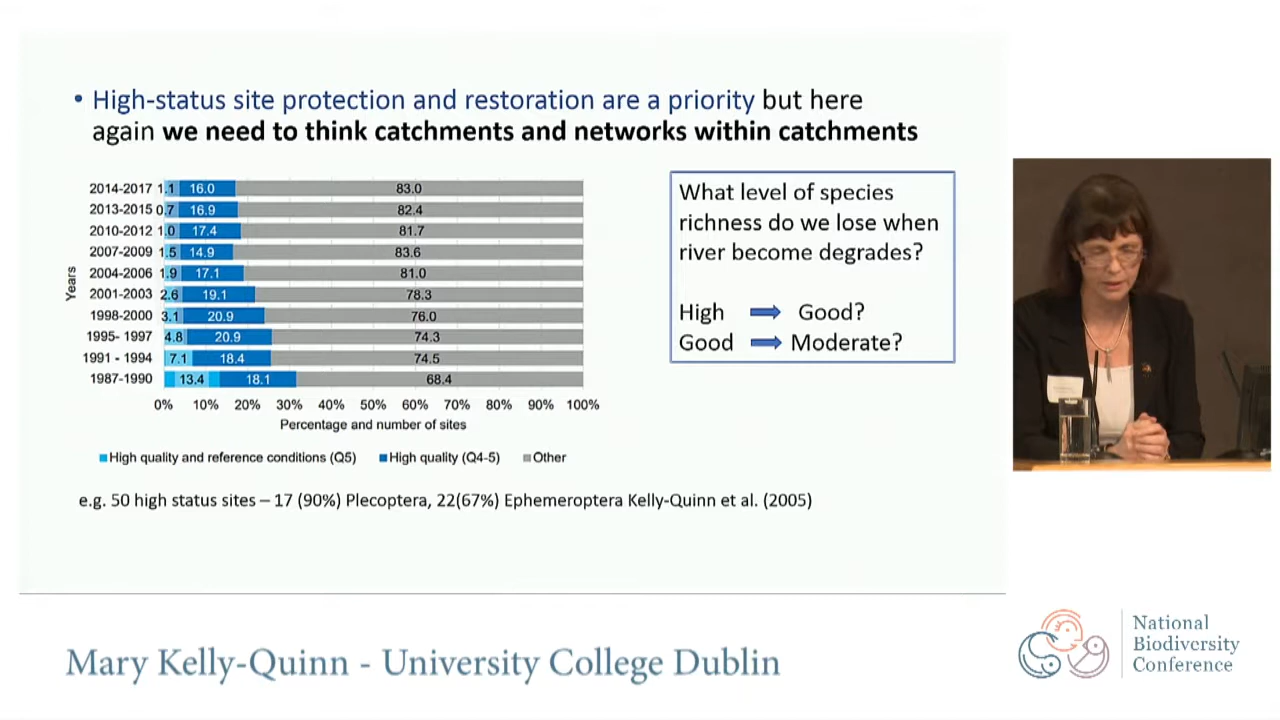 • High-status site protection and restoration are a priority but here
again we need to think catchments and networks within catchments
Years
2014-2017 1.1 16.0 83.0
2013-2015 0.7 16.9 82.4
2010-2012 1.0 17.4 81.7
2007-2009 1.5 14.9 83.6
2004-2006 1.9 17.1 81.0
2001-2003 2.6 19.1 78.3
1998-2000 3.1 20.9 76.0
1995- 1997 4.8 20.9 74.3
1991 - 1994 7.1 18.4 74.5
1987-1990 13.4 18.1 68.4
0% 10% 20% 30% 40% 50% 60% 70% 80% 90% 100%
Percentage and number of sites
High quality and reference conditions (Q5) High quality (Q4-5) Other
What level of species
richness do we lose when
river become degrades?
High Good?
Good Moderate?
e.g. 50 high status sites – 17 (90%) Plecoptera, 22(67%) Ephemeroptera Kelly-Quinn et al. (2005)
Mary Kelly-Quinn - University College Dublin
National
Biodiversity
Conference